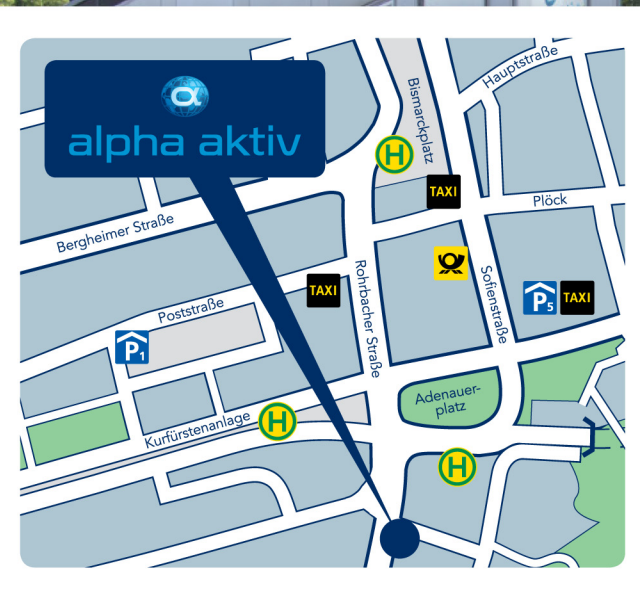 Hauptstraße
α
alpha aktiv
Bismarckplatz
H
TAXI
Plöck
Bergheimer Straße
TAXI
P5
TAXI
Rohrbacher Straße
Sofienstraße
Poststraße
P1
Adenauer-
platz
Kurfürstenanlage
H
H